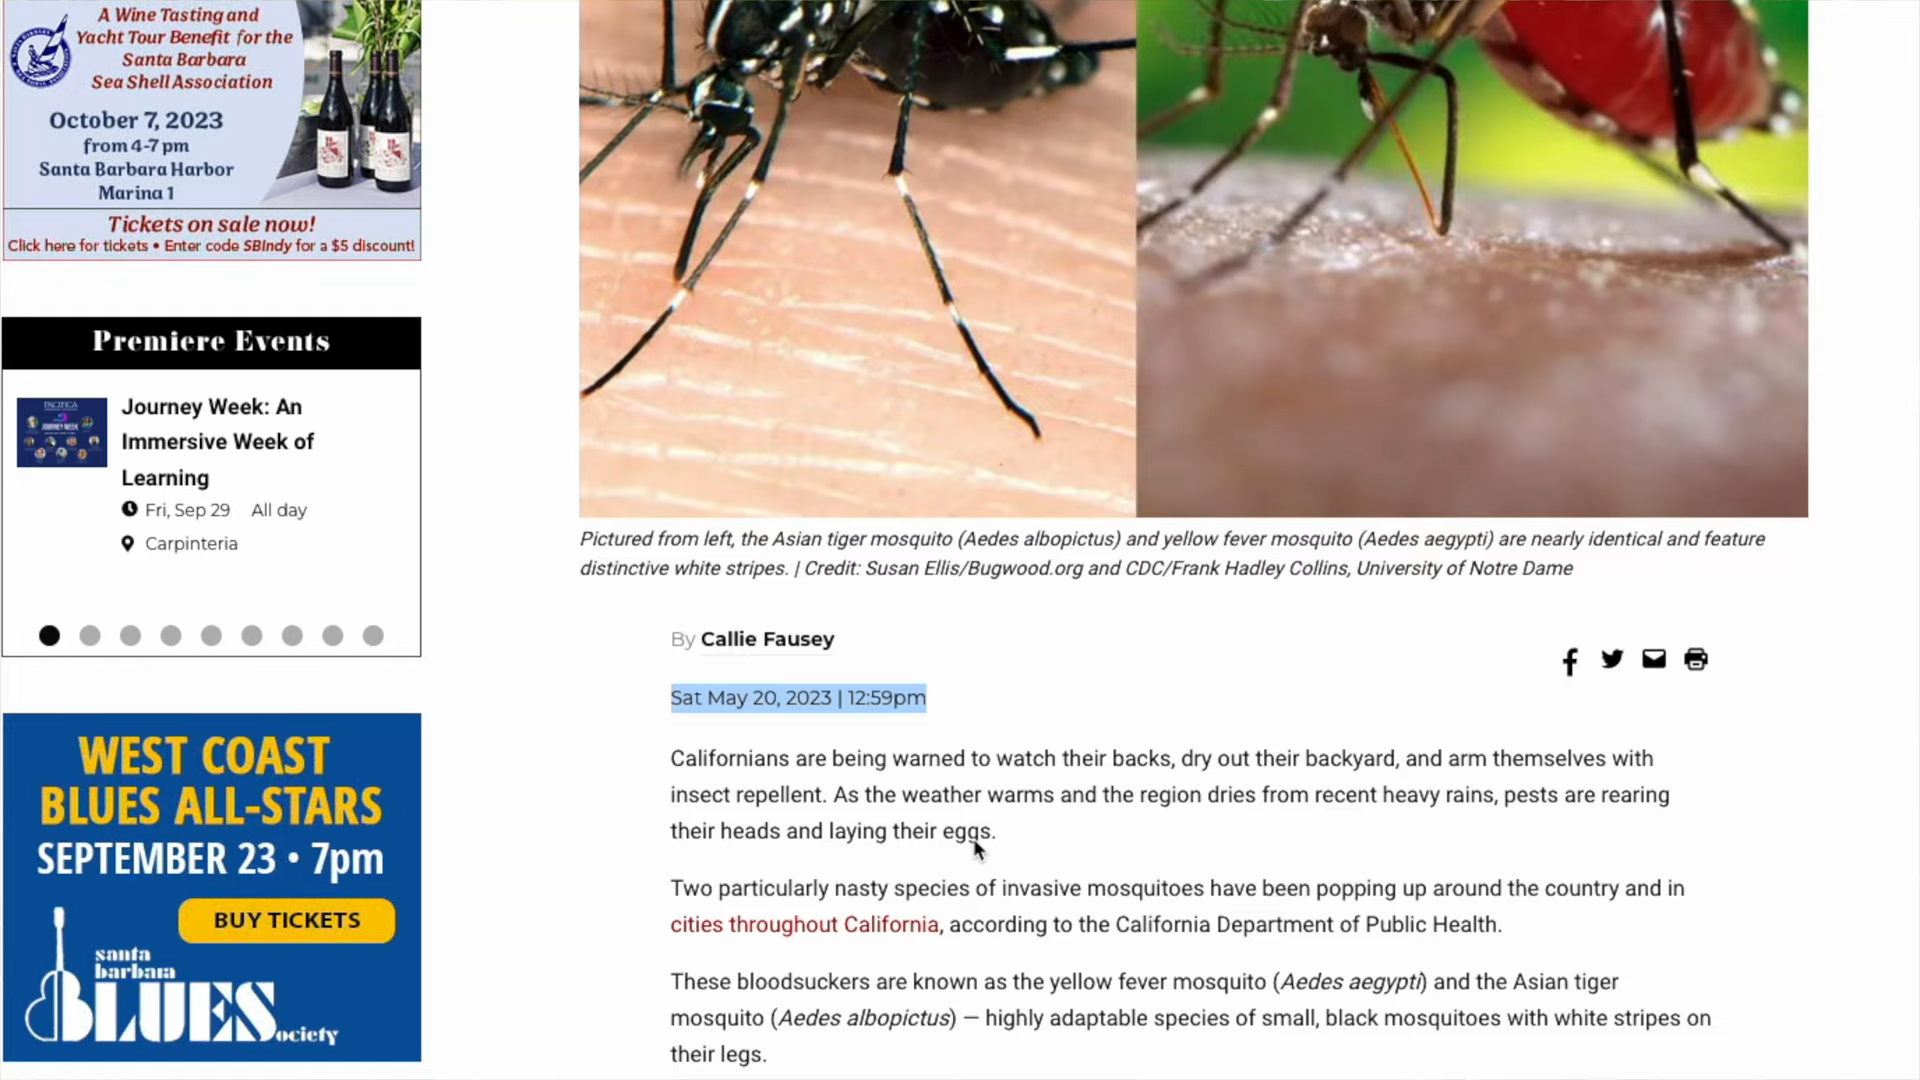 A Wine Tasting and
Yacht Tour Benefit for the
Santa Barbara
Sea Shell Association
October 7, 2023
from 4-7 pm
Santa Barbara Harbor
Marina 1
Tickets on sale now!
Click here for tickets • Enter code SBIndy for a $5 discount!
Premiere Events
PACIFICA
JOURNEY WEEK
Journey Week: An
Immersive Week of
Learning
Fri, Sep 29 All day
Carpinteria
WEST COAST
BLUES ALL-STARS
SEPTEMBER 23 • 7pm
BUY TICKETS
santa
barbara
BLUES
ociety
Pictured from left, the Asian tiger mosquito (Aedes albopictus) and yellow fever mosquito (Aedes aegypti) are nearly identical and feature
distinctive white stripes. | Credit: Susan Ellis/Bugwood.org and CDC/Frank Hadley Collins, University of Notre Dame
By Callie Fausey
Sat May 20, 2023 | 12:59pm
Californians are being warned to watch their backs, dry out their backyard, and arm themselves with
insect repellent. As the weather warms and the region dries from recent heavy rains, pests are rearing
their heads and laying their eggs.
Two particularly nasty species of invasive mosquitoes have been popping up around the country and in
cities throughout California, according to the California Department of Public Health.
These bloodsuckers are known as the yellow fever mosquito (Aedes aegypti) and the Asian tiger
mosquito (Aedes albopictus) — highly adaptable species of small, black mosquitoes with white stripes on
their legs.